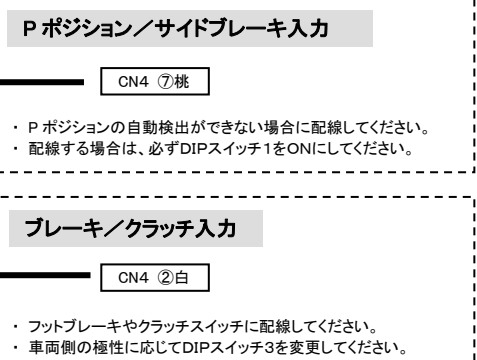 P ポジション／サイドブレーキ入力
CN4 ⑦桃
・ P ポジションの自動検出ができない場合に配線してください。
・ 配線する場合は、必ずDIPスイッチ1をONにしてください。
ブレーキ／クラッチ入力
CN4 ②白
・ フットブレーキやクラッチスイッチに配線してください。
・ 車両側の極性に応じてDIPスイッチ3を変更してください。